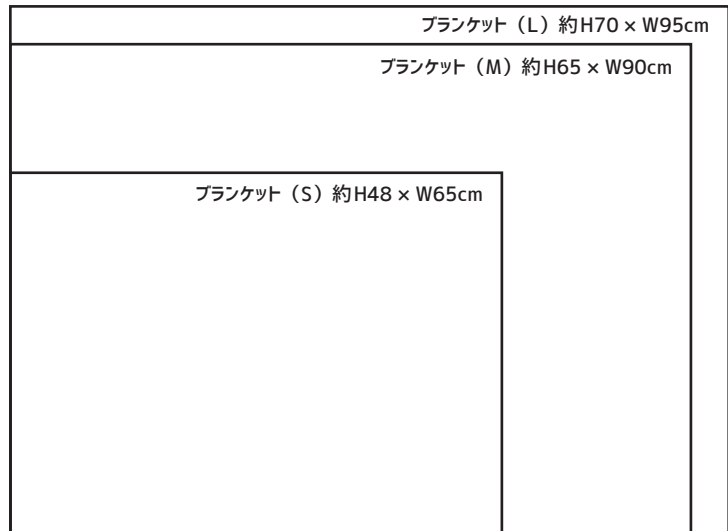 ブランケット（L）約H70 × W95cm
ブランケット（M）約H65 × W90cm
ブランケット（S）約H48 × W65cm